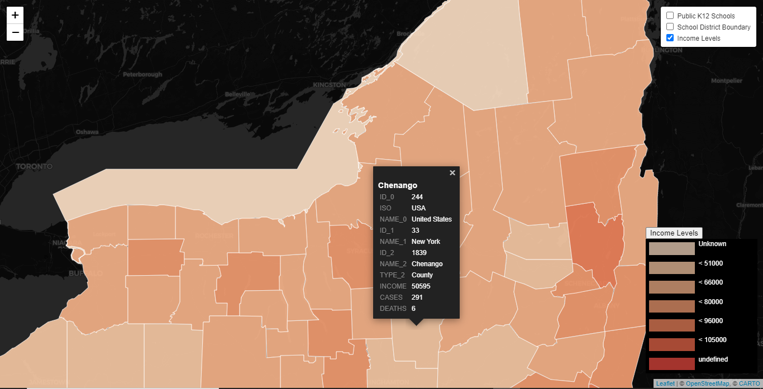 +
−
Public K12 Schools
School District Boundary
Income Levels
Peterborough
Belleville
KINGSTON
Oshawa
TORONTO
Montpelier
×
Chenango
ID_0 244
ISO USA
NAME_0 United States
ID_1 33
NAME_1 New York
ID_2 1839
NAME_2 Chenango
TYPE_2 County
INCOME 50595
CASES 291
DEATHS 6
Income Levels
Unknown
< 51000
< 66000
< 80000
< 96000
< 105000
undefined
Leaflet | © OpenStreetMap, © CARTO